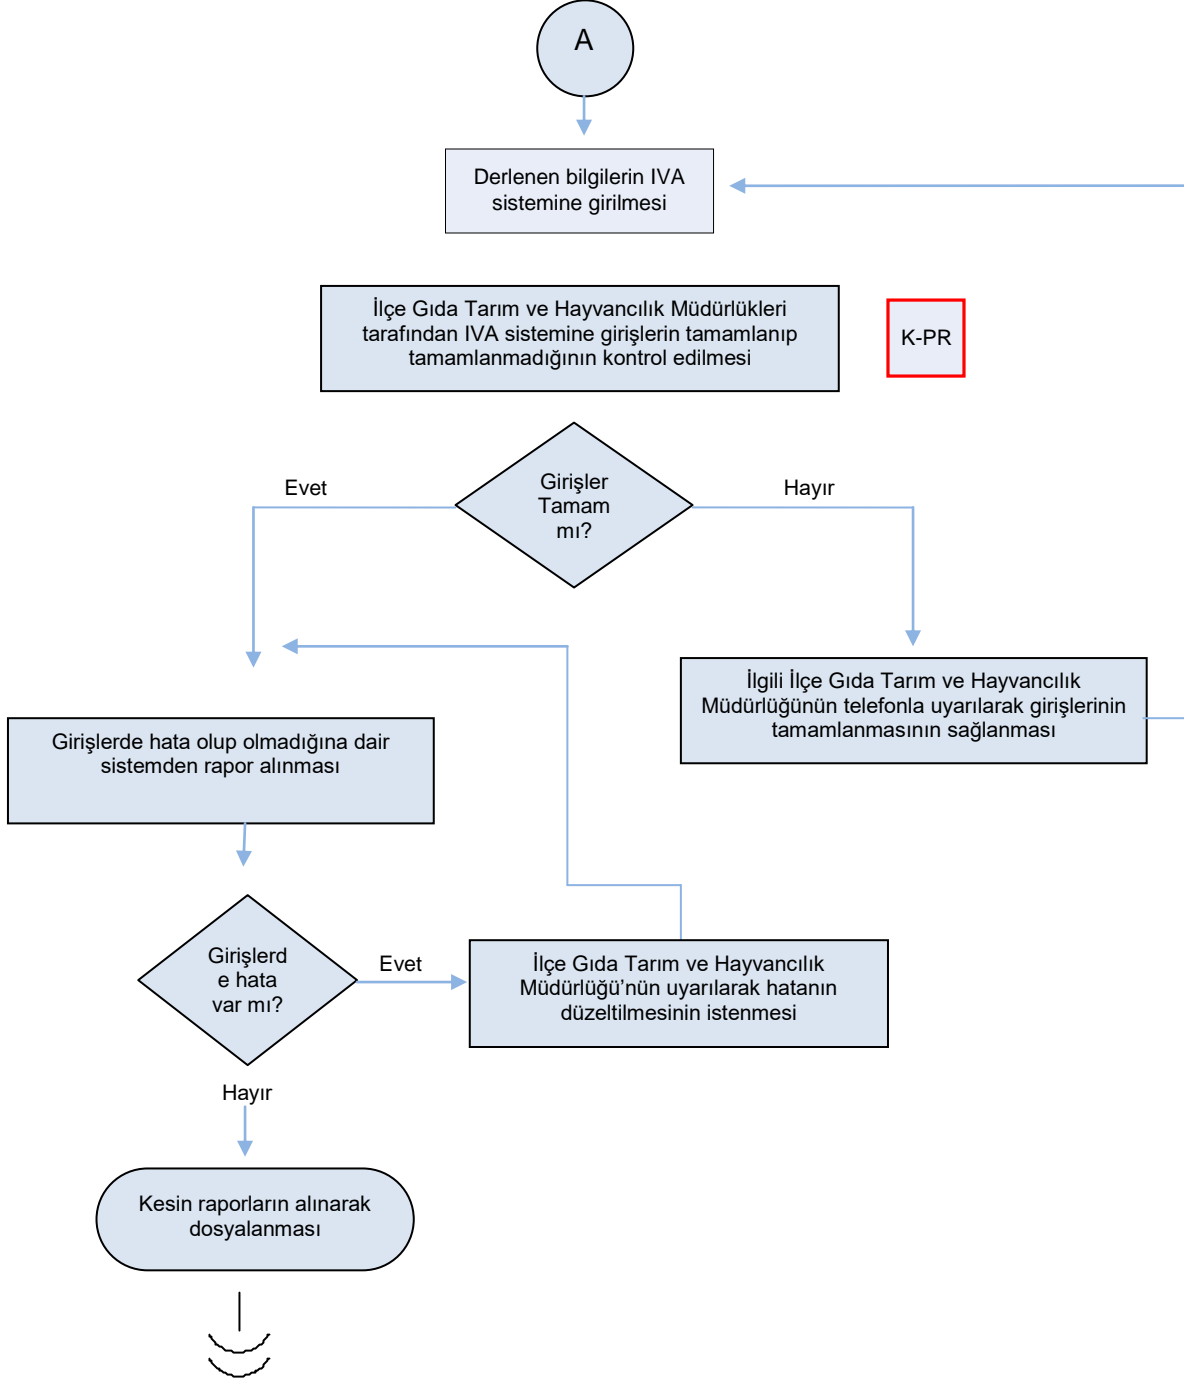 A
Derlenen bilgilerin IVA
sistemine girilmesi
İlçe Gıda Tarım ve Hayvancılık Müdürlükleri
tarafından IVA sistemine girişlerin tamamlanıp
tamamlanmadığının kontrol edilmesi
K-PR
Girişler
Tamam
mı?
Evet
Hayır
İlgili İlçe Gıda Tarım ve Hayvancılık
Müdürlüğünün telefonla uyarılarak girişlerinin
tamamlanmasının sağlanması
Girişlerde hata olup olmadığına dair
sistemden rapor alınması
Girişlerd
e hata
var mı?
Evet
İlçe Gıda Tarım ve Hayvancılık
Müdürlüğü’nün uyarılarak hatanın
düzeltilmesinin istenmesi
Hayır
Kesin raporların alınarak
dosyalanması